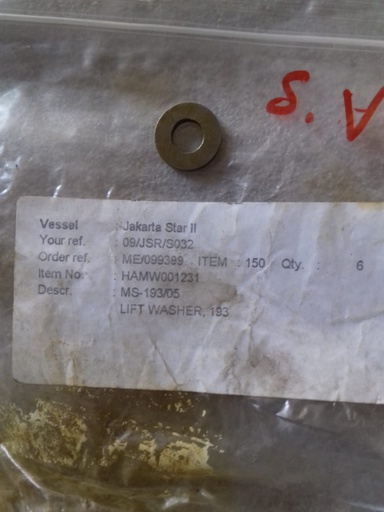 S. A
Vessel : Jakarta Star II
Your ref. : 09/JSR/S032
Order ref. : ME/099399 ITEM : 150 Qty. : 6
Item No : HAMW001231
Descr. : MS-193/05
LIFT WASHER, 193